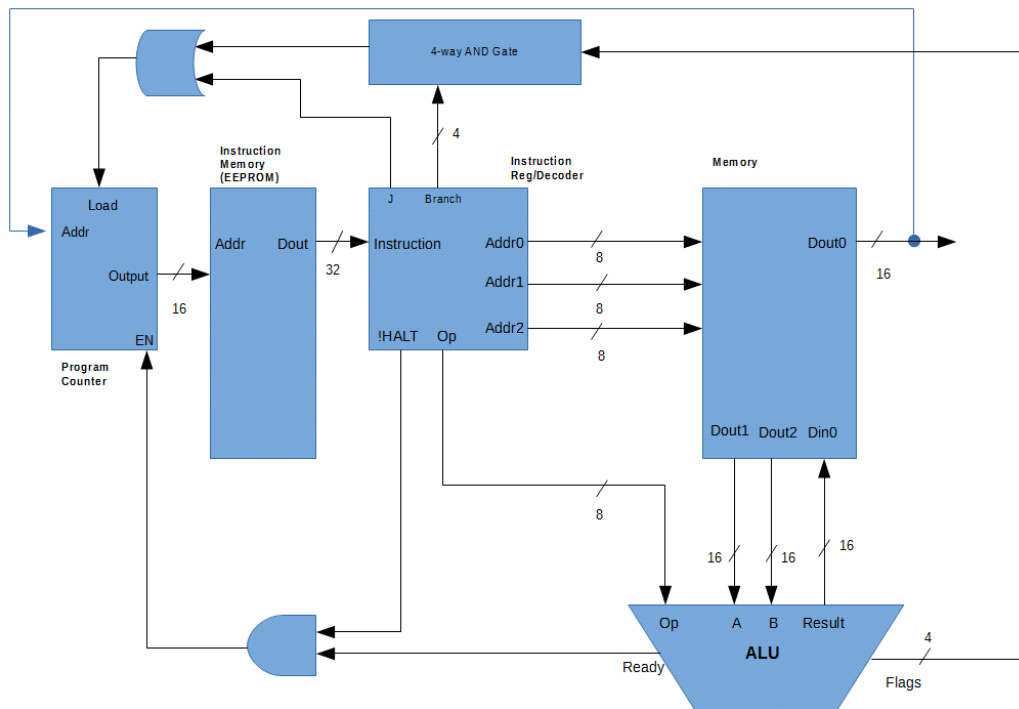 4-way AND Gate
4
Instruction
Memory
(EEPROM)
Instruction
Reg/Decoder
Memory
Load
Addr
Output
EN
16
Program
Counter
Addr
Dout
32
J
Branch
Instruction
Addr0
Addr1
Addr2
!HALT
Op
8
8
8
Dout0
16
Dout1
Dout2
Din0
8
16
16
16
Op
A
B
Result
ALU
Ready
4
Flags